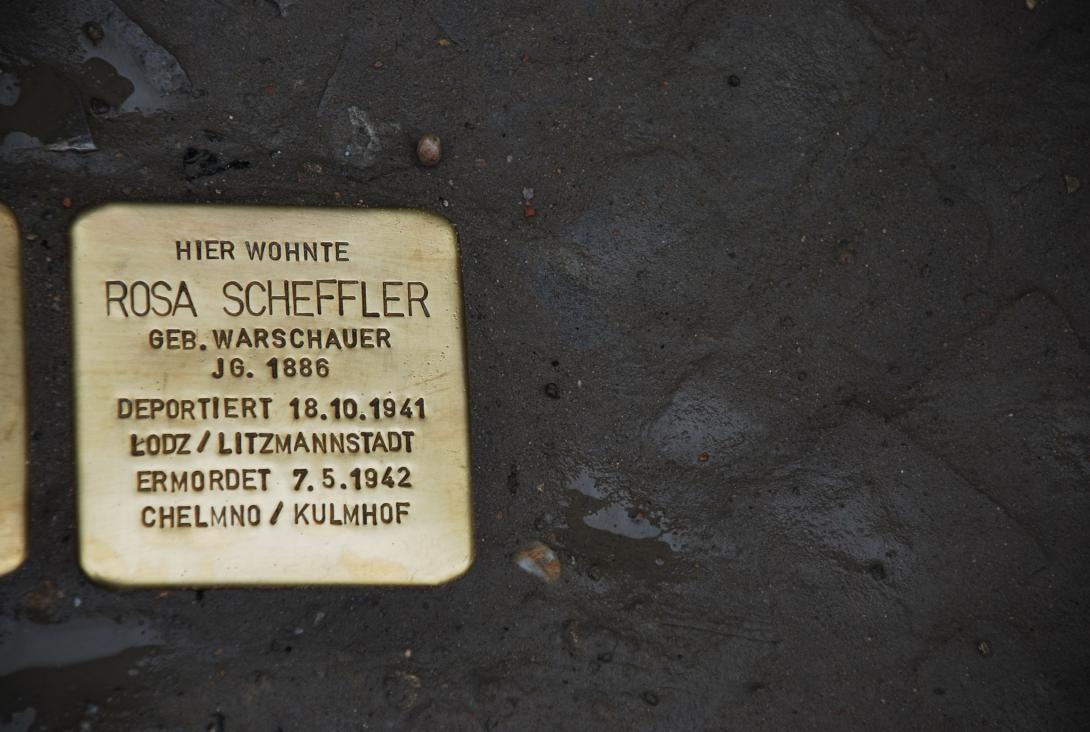 HIER WOHNTE
ROSA SCHEFFLER
GEB. WARSCHAUER
JG. 1886
DEPORTIERT 18.10.1941
ŁODZ / LITZMANNSTADT
ERMORDET 7.5.1942
CHELMNO / KULMHOF